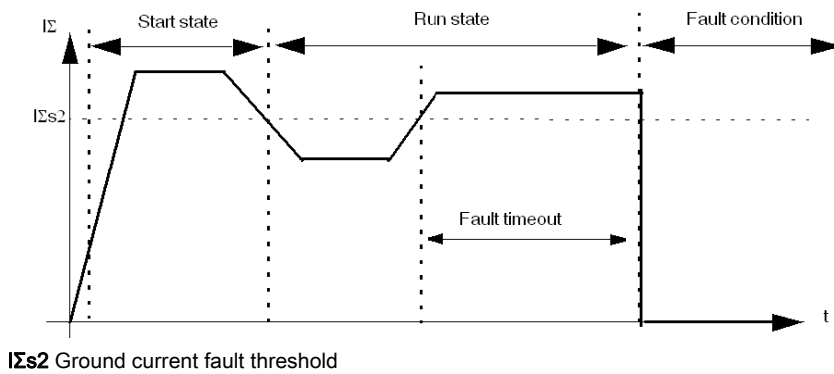 IΣ
Start state
Run state
Fault condition
IΣs2
Fault timeout
t
IΣs2 Ground current fault threshold